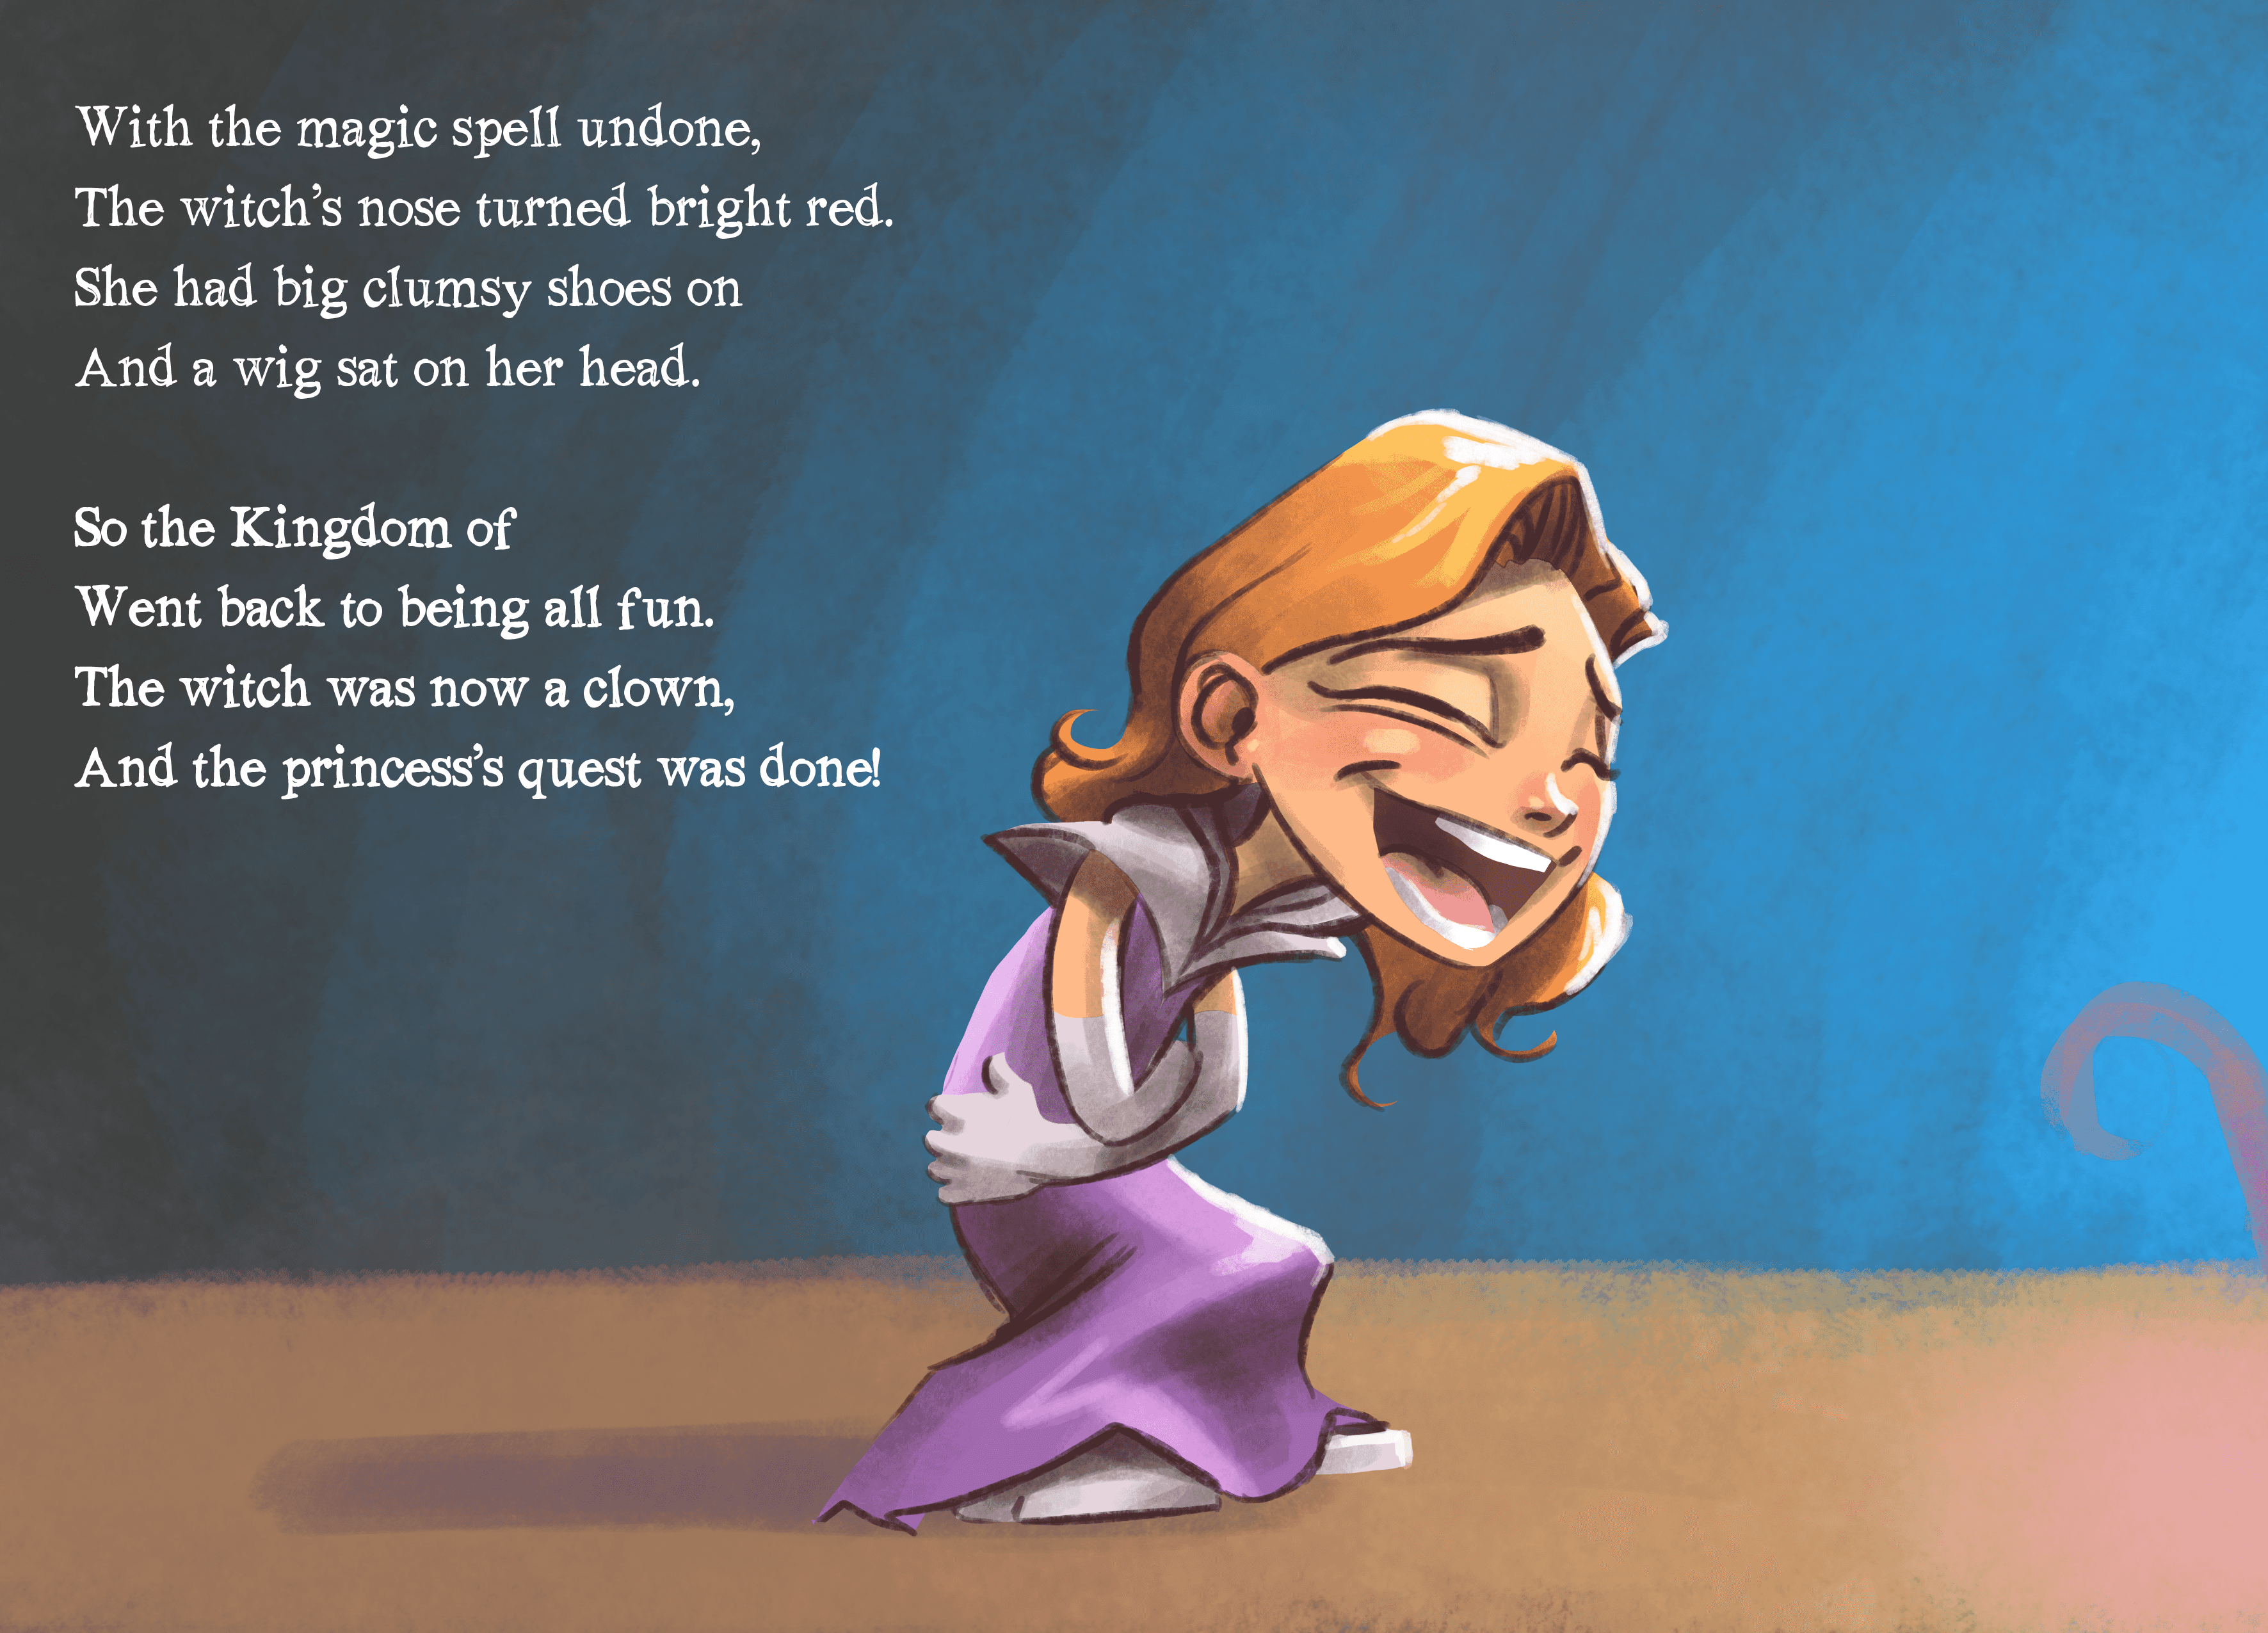 With the magic spell undone,
The witch’s nose turned bright red.
She had big clumsy shoes on
And a wig sat on her head.
So the Kingdom of
Went back to being all fun.
The witch was now a clown,
And the princess’s quest was done!